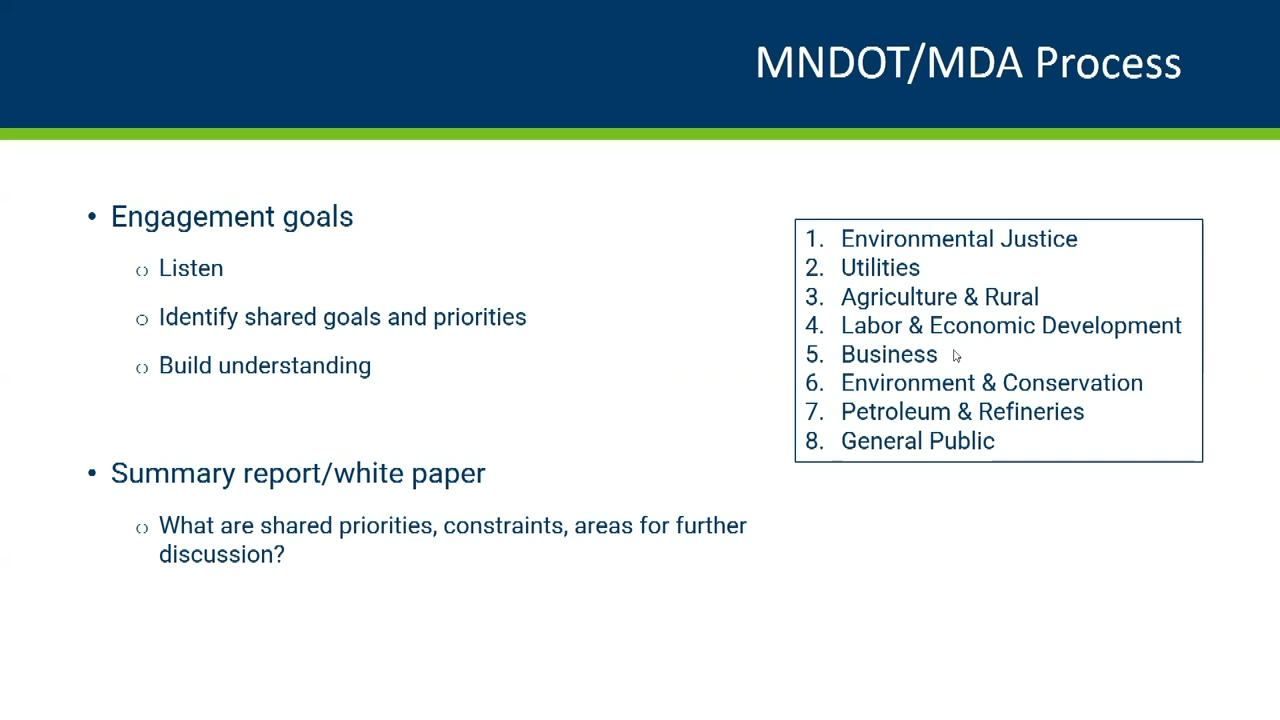 MNDOT/MDA Process
• Engagement goals
o Listen
o Identify shared goals and priorities
o Build understanding
• Summary report/white paper
o What are shared priorities, constraints, areas for further
discussion?
1. Environmental Justice
2. Utilities
3. Agriculture & Rural
4. Labor & Economic Development
5. Business
6. Environment & Conservation
7. Petroleum & Refineries
8. General Public